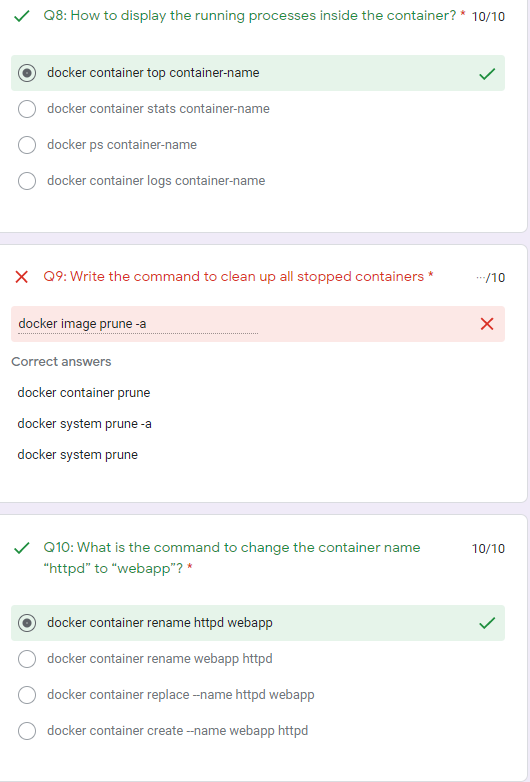 Q8: How to display the running processes inside the container? * 10/10
docker container top container-name
docker container stats container-name
docker ps container-name
docker container logs container-name
Q9: Write the command to clean up all stopped containers * ···/10
docker image prune -a
Correct answers
docker container prune
docker system prune -a
docker system prune
Q10: What is the command to change the container name 10/10
“httpd” to “webapp”? *
docker container rename httpd webapp
docker container rename webapp httpd
docker container replace --name httpd webapp
docker container create --name webapp httpd